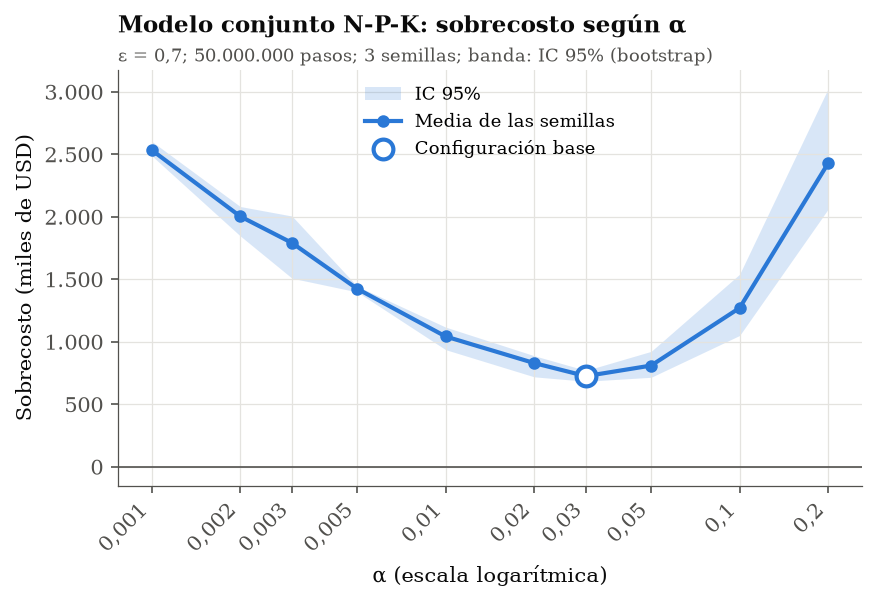 Modelo conjunto N-P-K: sobrecosto según α
ε = 0,7; 50.000.000 pasos; 3 semillas; banda: IC 95% (bootstrap)
IC 95%
Media de las semillas
Configuración base
Sobrecosto (miles de USD)
3.000
2.500
2.000
1.500
1.000
500
0
0,001
0,002
0,003
0,005
0,01
0,02
0,03
0,05
0,1
0,2
α (escala logarítmica)